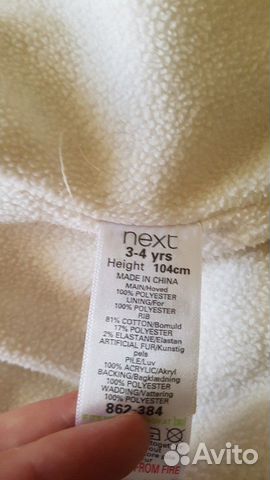 next
3-4 yrs
Height 104cm
MADE IN CHINA
MAIN/Hoved
100% POLYESTER
LINING/For
100% POLYESTER
RIB
81% COTTON/Bomuld
17% POLYESTER
2% ELASTANE/Elastan
ARTIFICIAL FUR/Kunstig
pels
PILE/Luv
100% ACRYLIC/Akryl
BACKING/Bagklædning
100% POLYESTER
WADDING/Vattering
100% POLYESTER
862-384
FROM FIRE
Avito